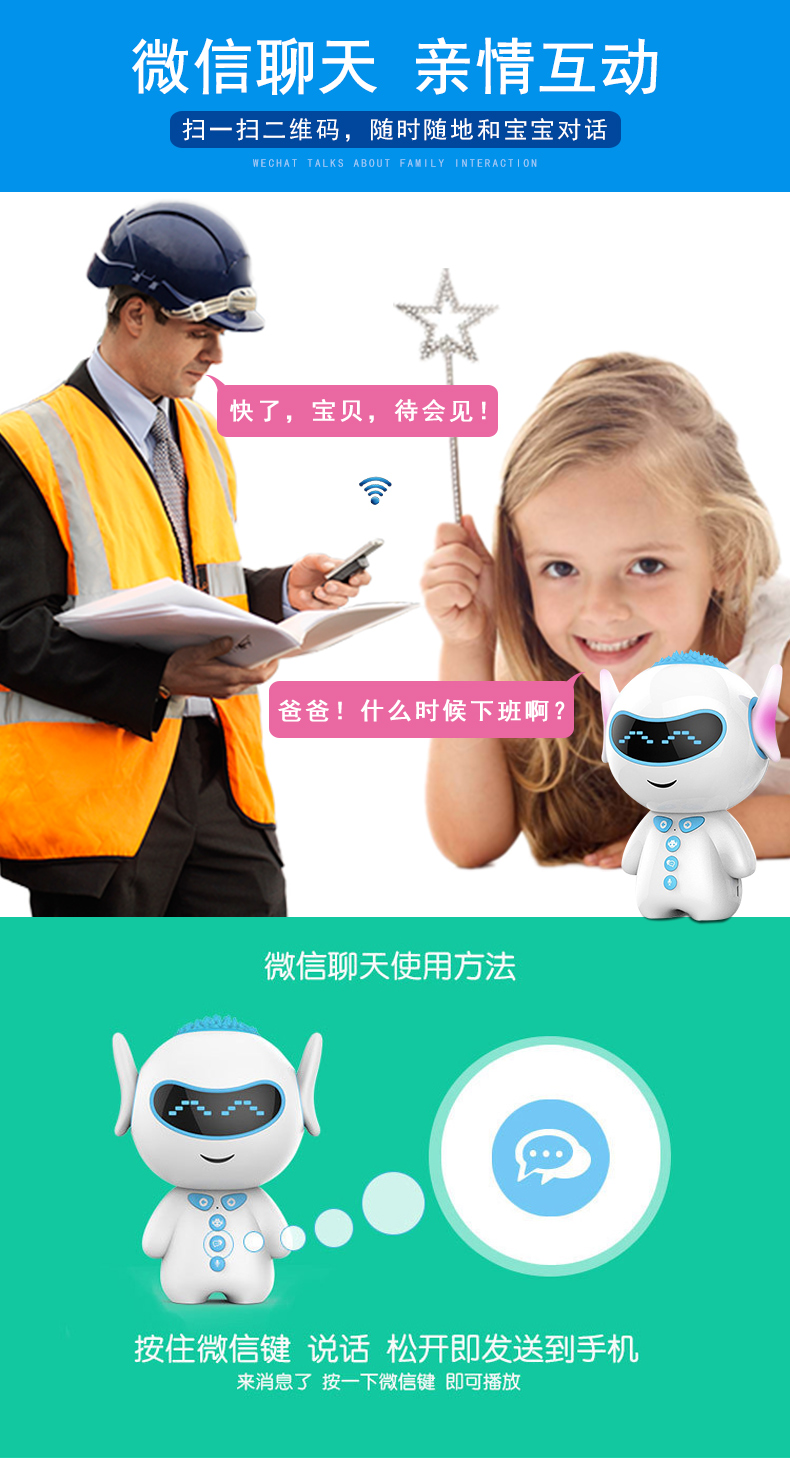 微信聊天 亲情互动
扫一扫二维码，随时随地和宝宝对话
WECHAT TALKS ABOUT FAMILY INTERACTION
快了，宝贝，待会见！
爸爸！什么时候下班啊？
微信聊天使用方法
按住微信键 说话 松开即发送到手机
来消息了 按一下微信键 即可播放